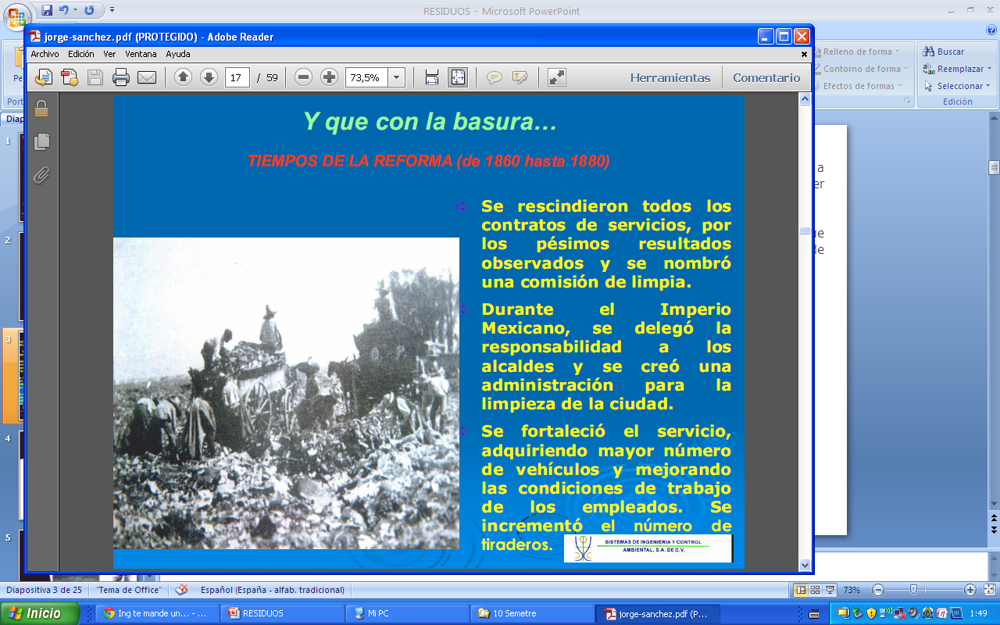 RESIDUOS - Microsoft PowerPoint
jorge-sanchez.pdf (PROTEGIDO) - Adobe Reader
Archivo Edición Ver Ventana Ayuda
17 / 59 73,5% Herramientas Comentario
Relleno de forma
Contorno de forma
Efectos de formas
Buscar
Reemplazar
Seleccionar
Edición
Pe
Port
Diap
1
2
3
4
5
a
er
ue
de
Y que con la basura...
TIEMPOS DE LA REFORMA (de 1860 hasta 1880)
Se rescindieron todos los
contratos de servicios, por
los pésimos resultados
observados y se nombró
una comisión de limpia.
Durante el Imperio
Mexicano, se delegó la
responsabilidad a los
alcaldes y se creó una
administración para la
limpieza de la ciudad.
Se fortaleció el servicio,
adquiriendo mayor número
de vehículos y mejorando
las condiciones de trabajo
de los empleados. Se
incrementó el número de
tiraderos.
SISTEMAS DE INGENIERIA Y CONTROL
AMBIENTAL, S.A. DE C.V.
Diapositiva 3 de 25 "Tema de Office" Español (España - alfab. tradicional) 73%
Inicio Ing te mande un... - ... RESIDUOS Mi PC 10 Semetre jorge-sanchez.pdf (P... 1:49